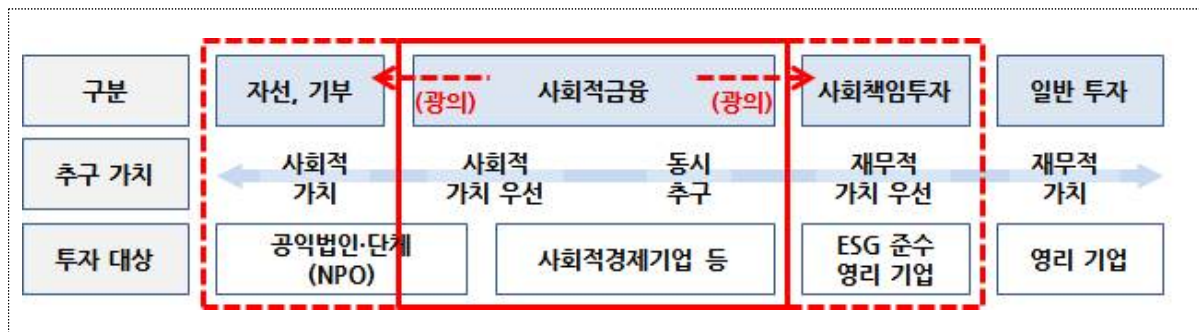 구분
자선, 기부
(광의)
사회적금융
(광의)
사회책임투자
일반 투자
추구 가치
사회적
가치
사회적
가치 우선
동시
추구
재무적
가치 우선
재무적
가치
투자 대상
공익법인·단체
(NPO)
사회적경제기업 등
ESG 준수
영리 기업
영리 기업